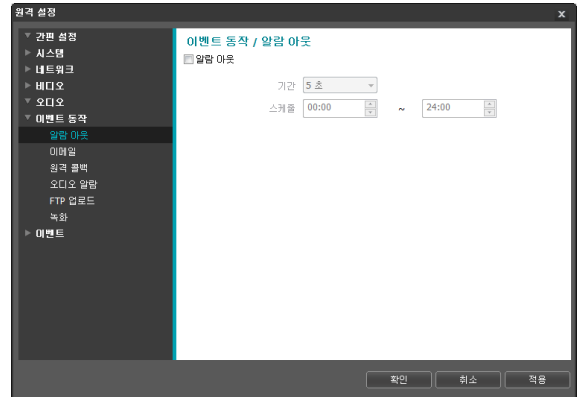 원격 설정
간편 설정
시스템
네트워크
비디오
오디오
이벤트 동작
알람 아웃
이메일
원격 콜백
오디오 알람
FTP 업로드
녹화
이벤트
이벤트 동작 / 알람 아웃
알람 아웃
기간 5 초
스케줄 00:00 ~ 24:00
확인 취소 적용